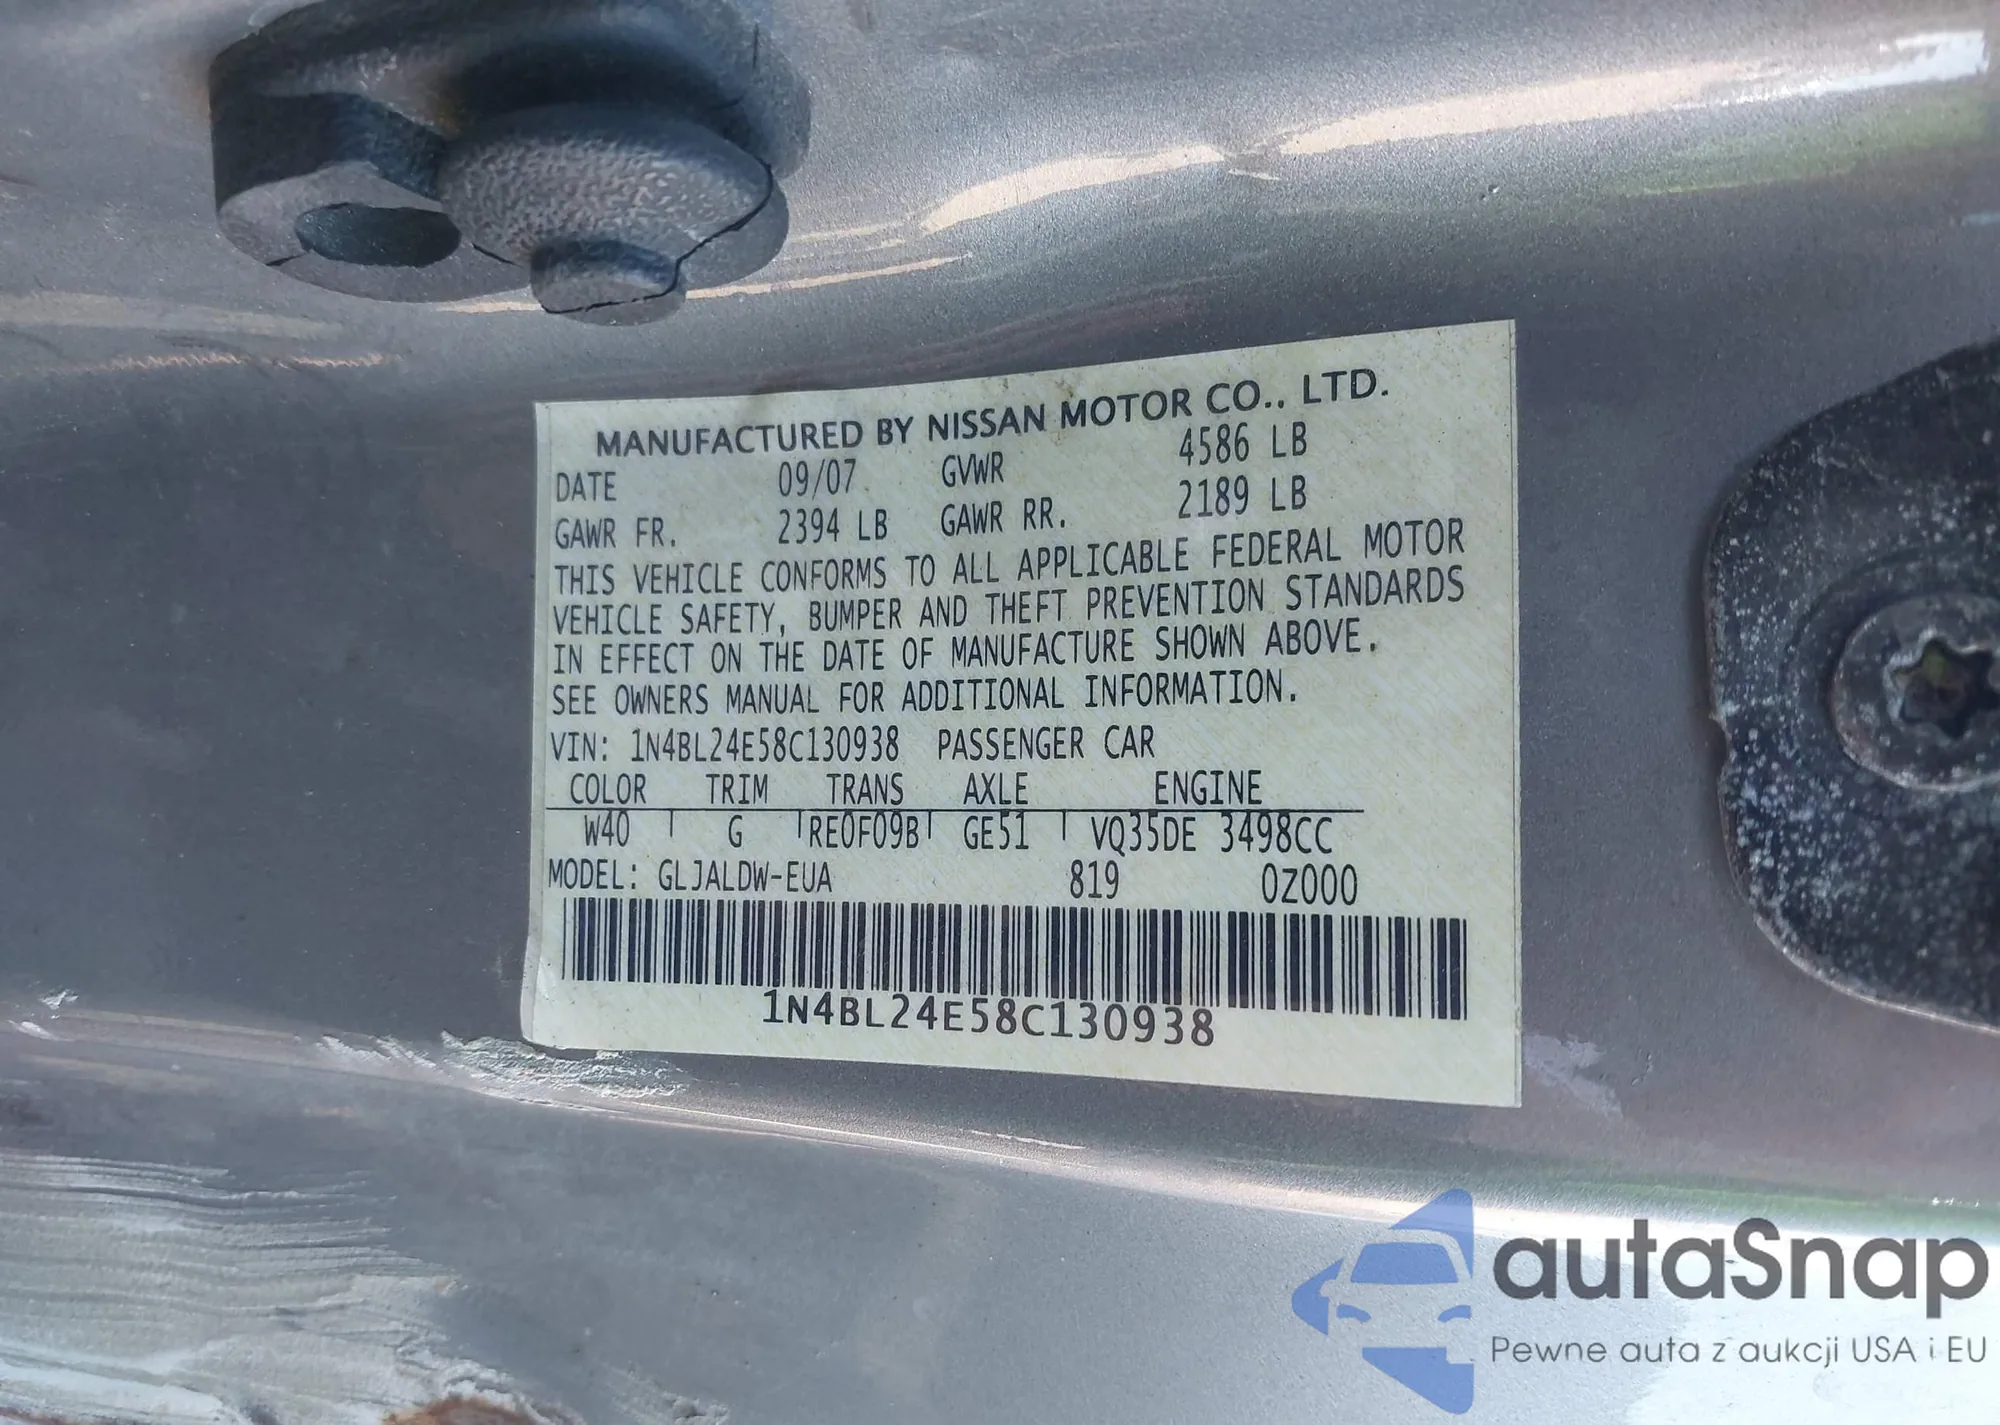 MANUFACTURED BY NISSAN MOTOR CO., LTD.
DATE 09/07 GVWR 4586 LB
GAWR FR. 2394 LB GAWR RR. 2189 LB
THIS VEHICLE CONFORMS TO ALL APPLICABLE FEDERAL MOTOR
VEHICLE SAFETY, BUMPER AND THEFT PREVENTION STANDARDS
IN EFFECT ON THE DATE OF MANUFACTURE SHOWN ABOVE.
SEE OWNERS MANUAL FOR ADDITIONAL INFORMATION.
VIN: 1N4BL24E58C130938 PASSENGER CAR
COLOR TRIM TRANS AXLE ENGINE
W40 G RE0F09B GE51 VQ35DE 3498CC
MODEL: GLJALDW-EUA 819 0Z000
1N4BL24E58C130938
autaSnap
Pewne auta z aukcji USA i EU